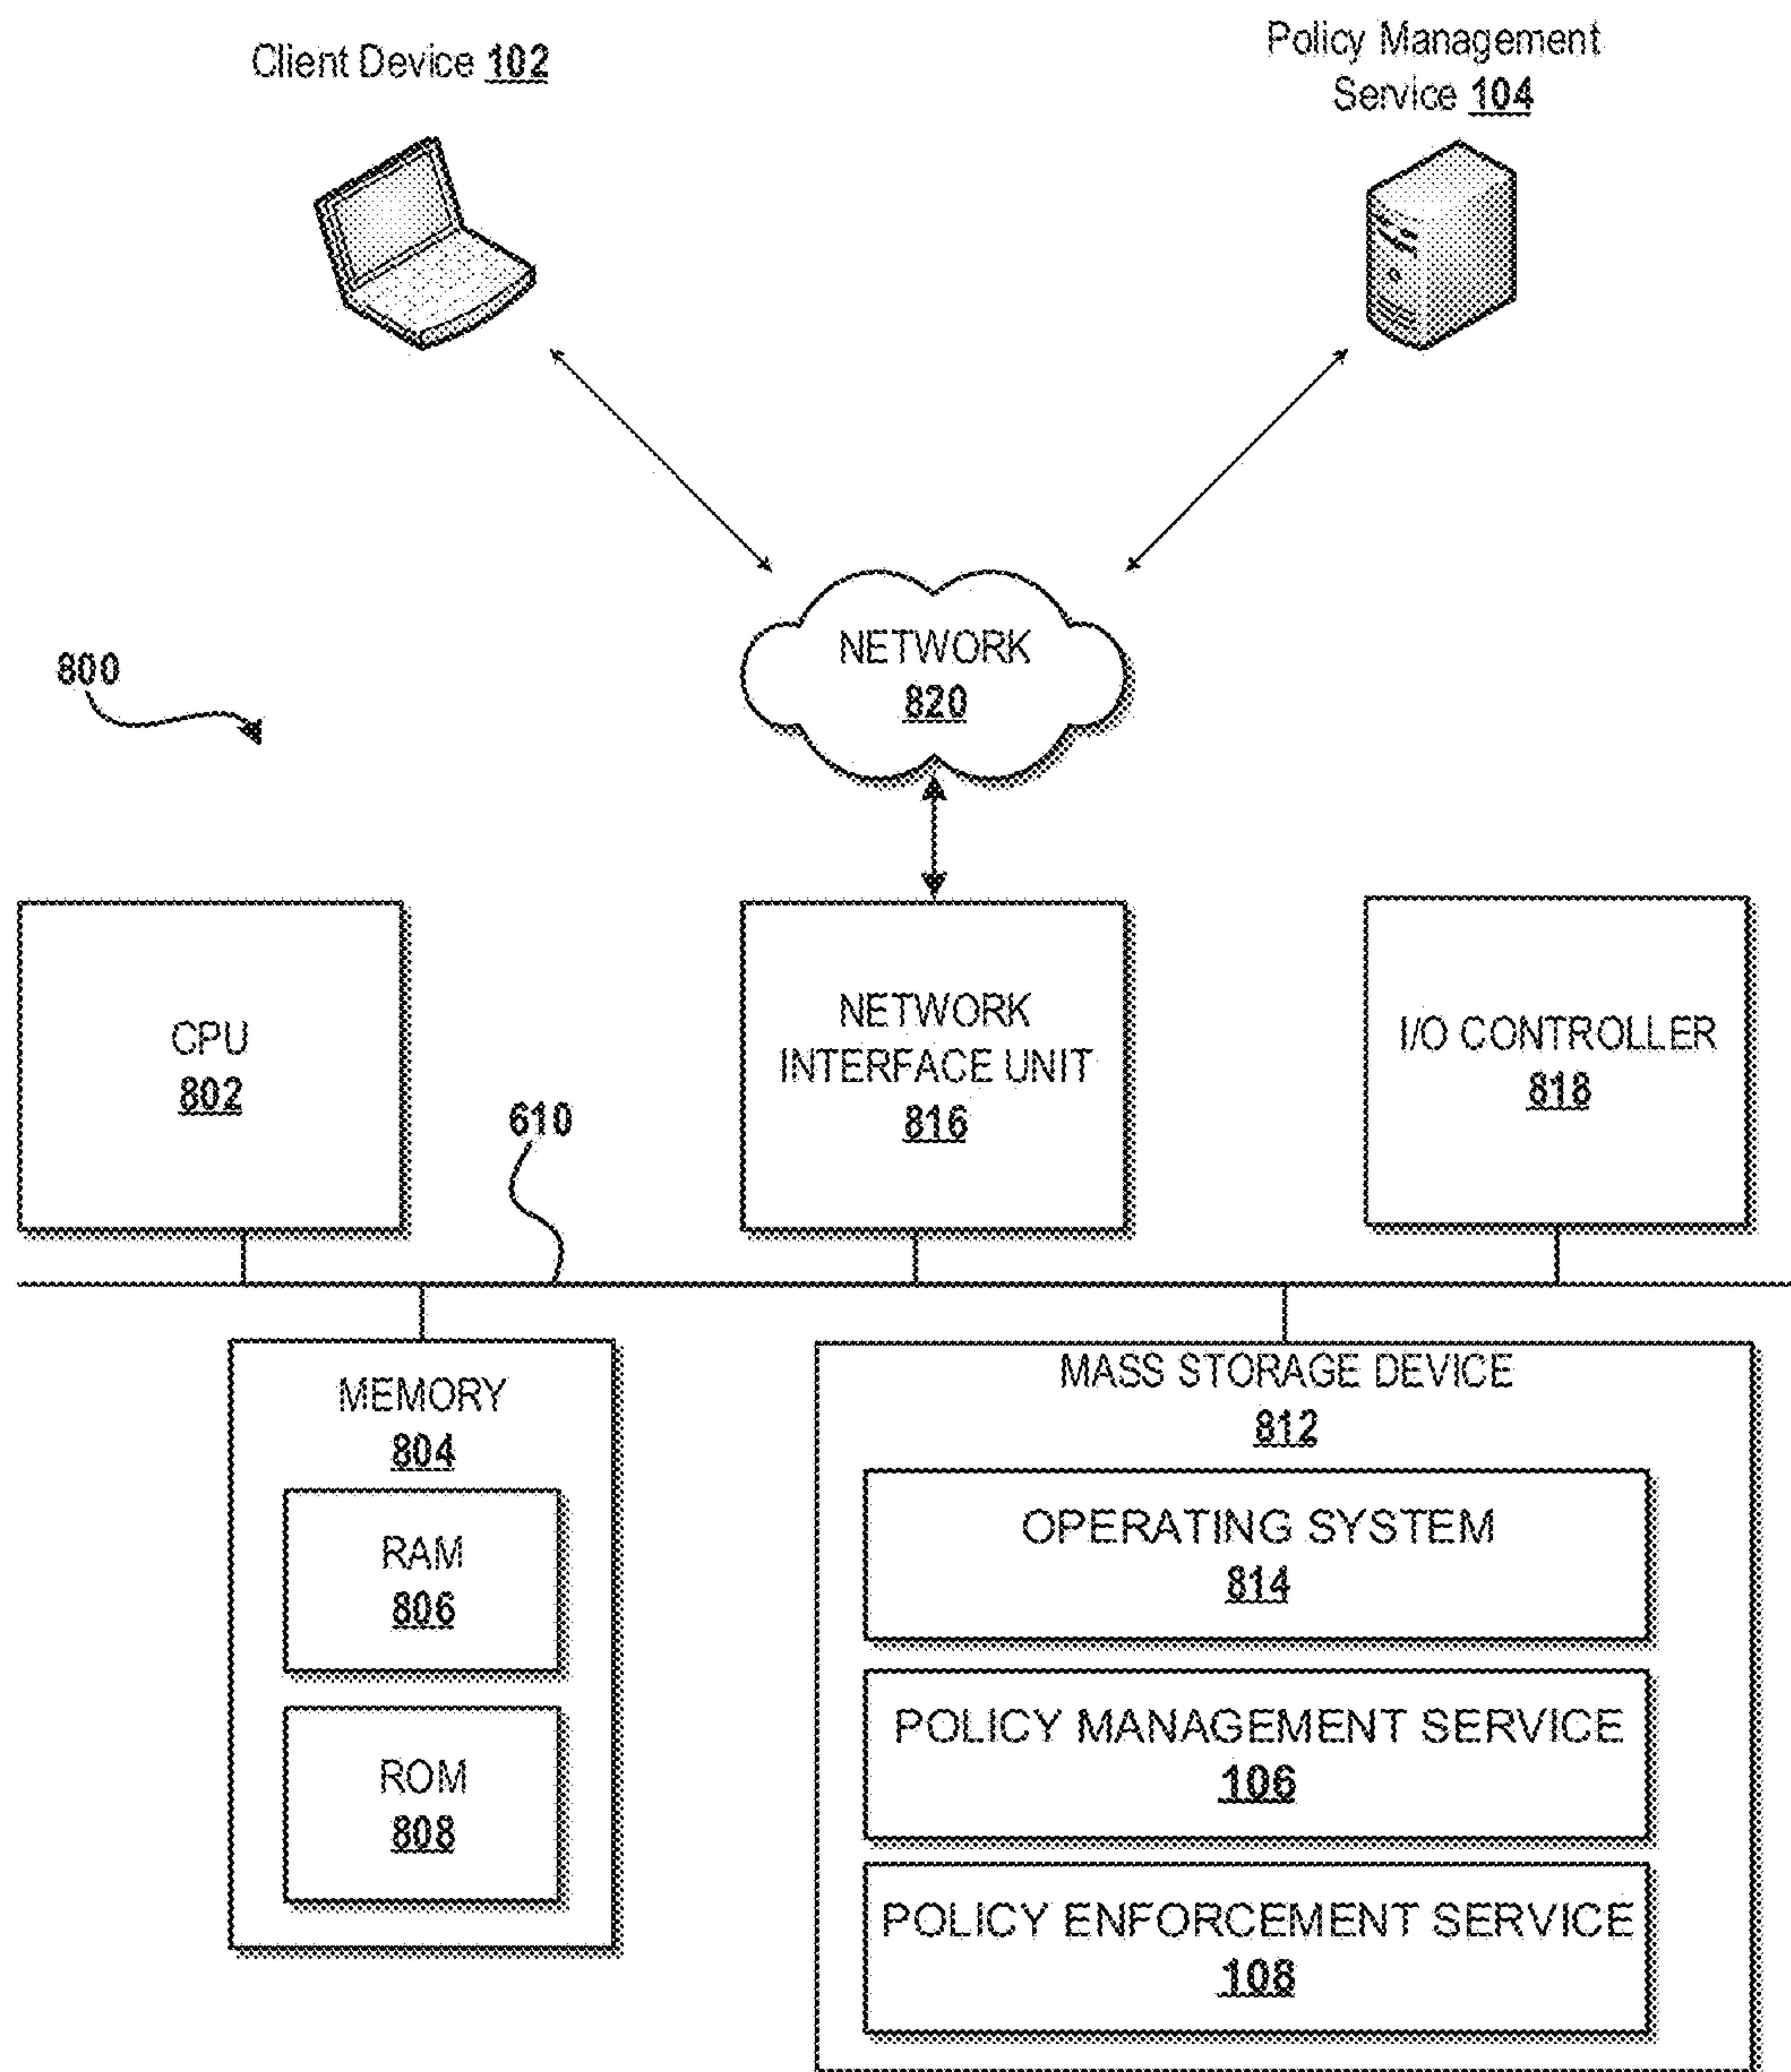 Client Device 102
Policy Management
Service 104
NETWORK
820
800
CPU
802
NETWORK
INTERFACE UNIT
816
I/O CONTROLLER
818
610
MEMORY
804
RAM
806
ROM
808
MASS STORAGE DEVICE
812
OPERATING SYSTEM
814
POLICY MANAGEMENT SERVICE
106
POLICY ENFORCEMENT SERVICE
108